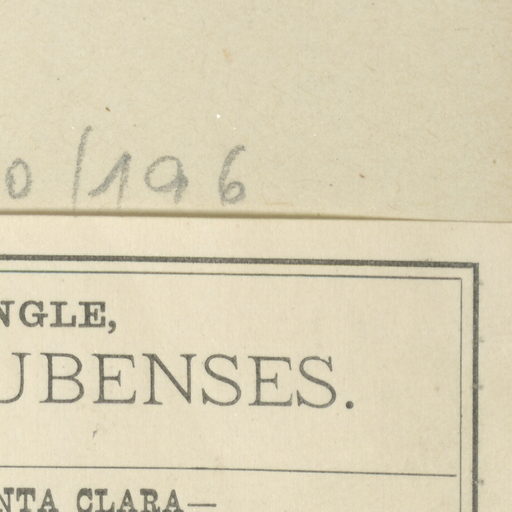 0/196
NGLE,
UBENSES.
NTA CLARA—